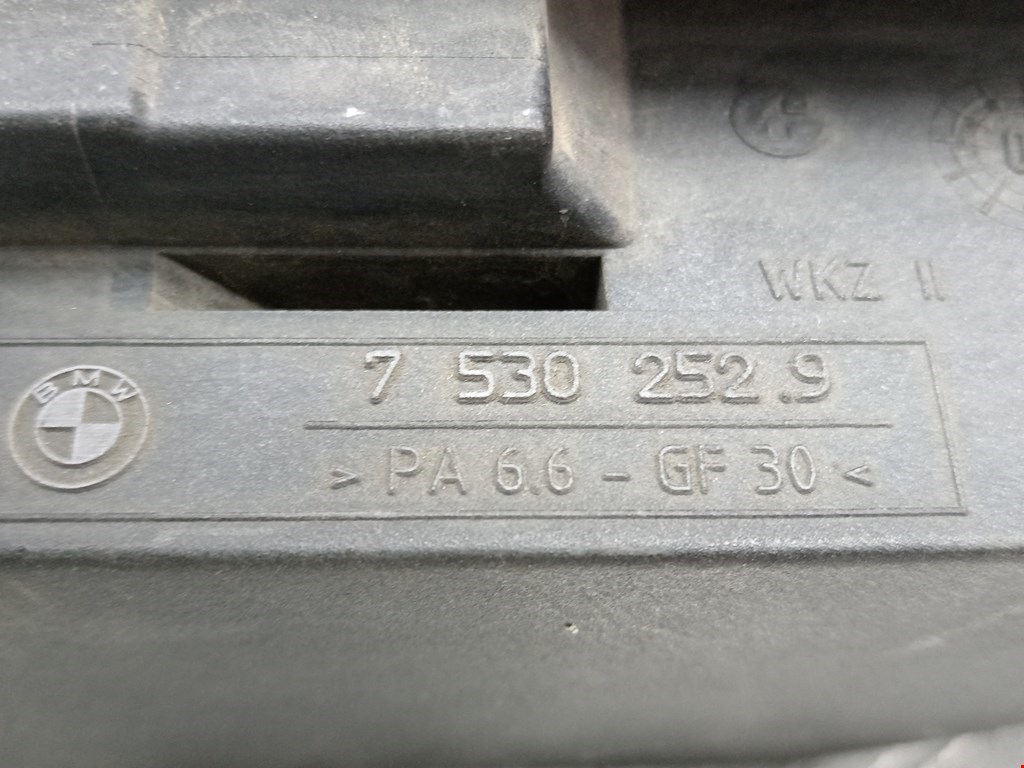 WKZ II
BMW
7 530 252.9
> PA 6.6 - GF 30 <